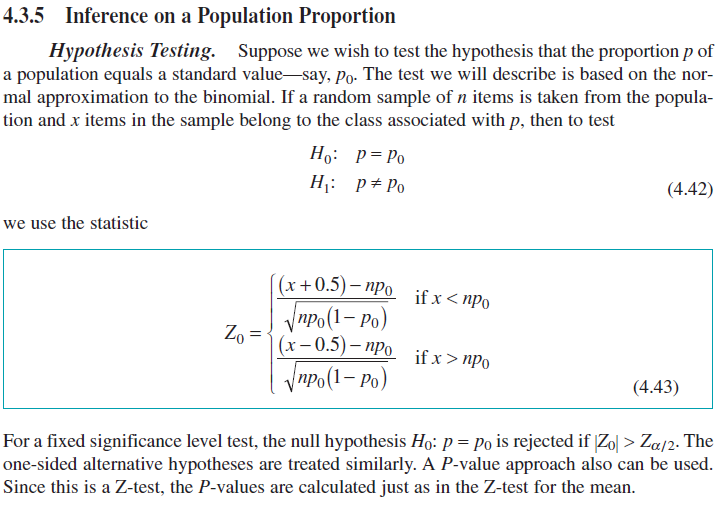 4.3.5 Inference on a Population Proportion
Hypothesis Testing. Suppose we wish to test the hypothesis that the proportion p of
a population equals a standard value—say, p₀. The test we will describe is based on the nor-
mal approximation to the binomial. If a random sample of n items is taken from the popula-
tion and x items in the sample belong to the class associated with p, then to test
H₀: p = p₀
H₁: p ≠ p₀
(4.42)
we use the statistic
Z₀ = { ((x + 0.5) – np₀) / √(np₀(1 – p₀)) if x < np₀
((x – 0.5) – np₀) / √(np₀(1 – p₀)) if x > np₀
(4.43)
For a fixed significance level test, the null hypothesis H₀: p = p₀ is rejected if |Z₀| > Zα/2. The
one-sided alternative hypotheses are treated similarly. A P-value approach also can be used.
Since this is a Z-test, the P-values are calculated just as in the Z-test for the mean.